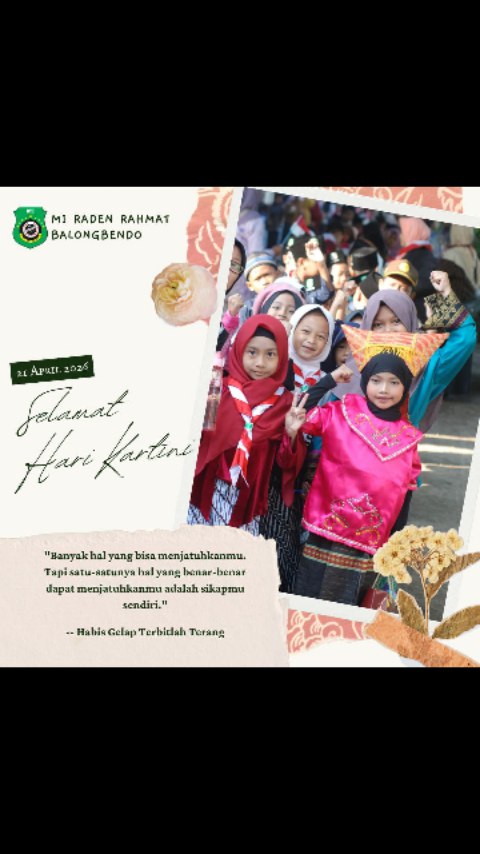 MI RADEN RAHMAT
BALONGBENDO
21 April 2026
Selamat
Hari Kartini
"Banyak hal yang bisa menjatuhkanmu.
Tapi satu-satunya hal yang benar-benar
dapat menjatuhkanmu adalah sikapmu
sendiri."
-- Habis Gelap Terbitlah Terang